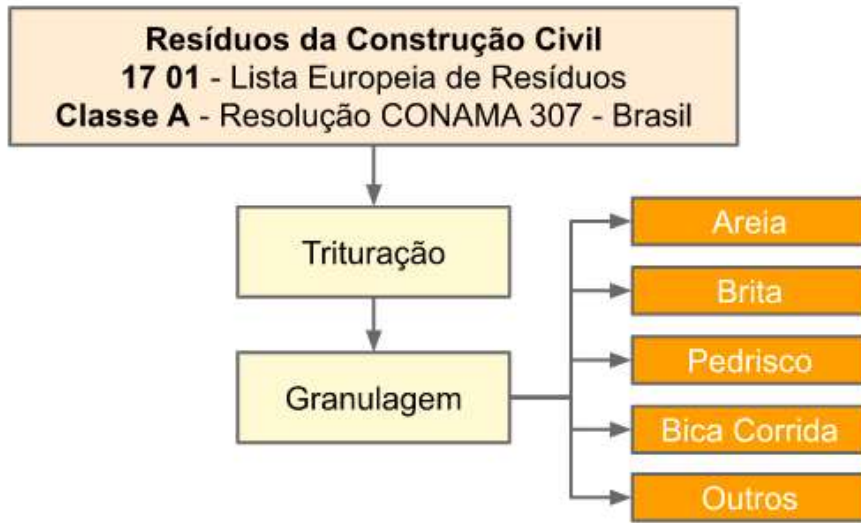 Resíduos da Construção Civil
17 01 - Lista Europeia de Resíduos
Classe A - Resolução CONAMA 307 - Brasil
Trituração
Granulagem
Areia
Brita
Pedrisco
Bica Corrida
Outros